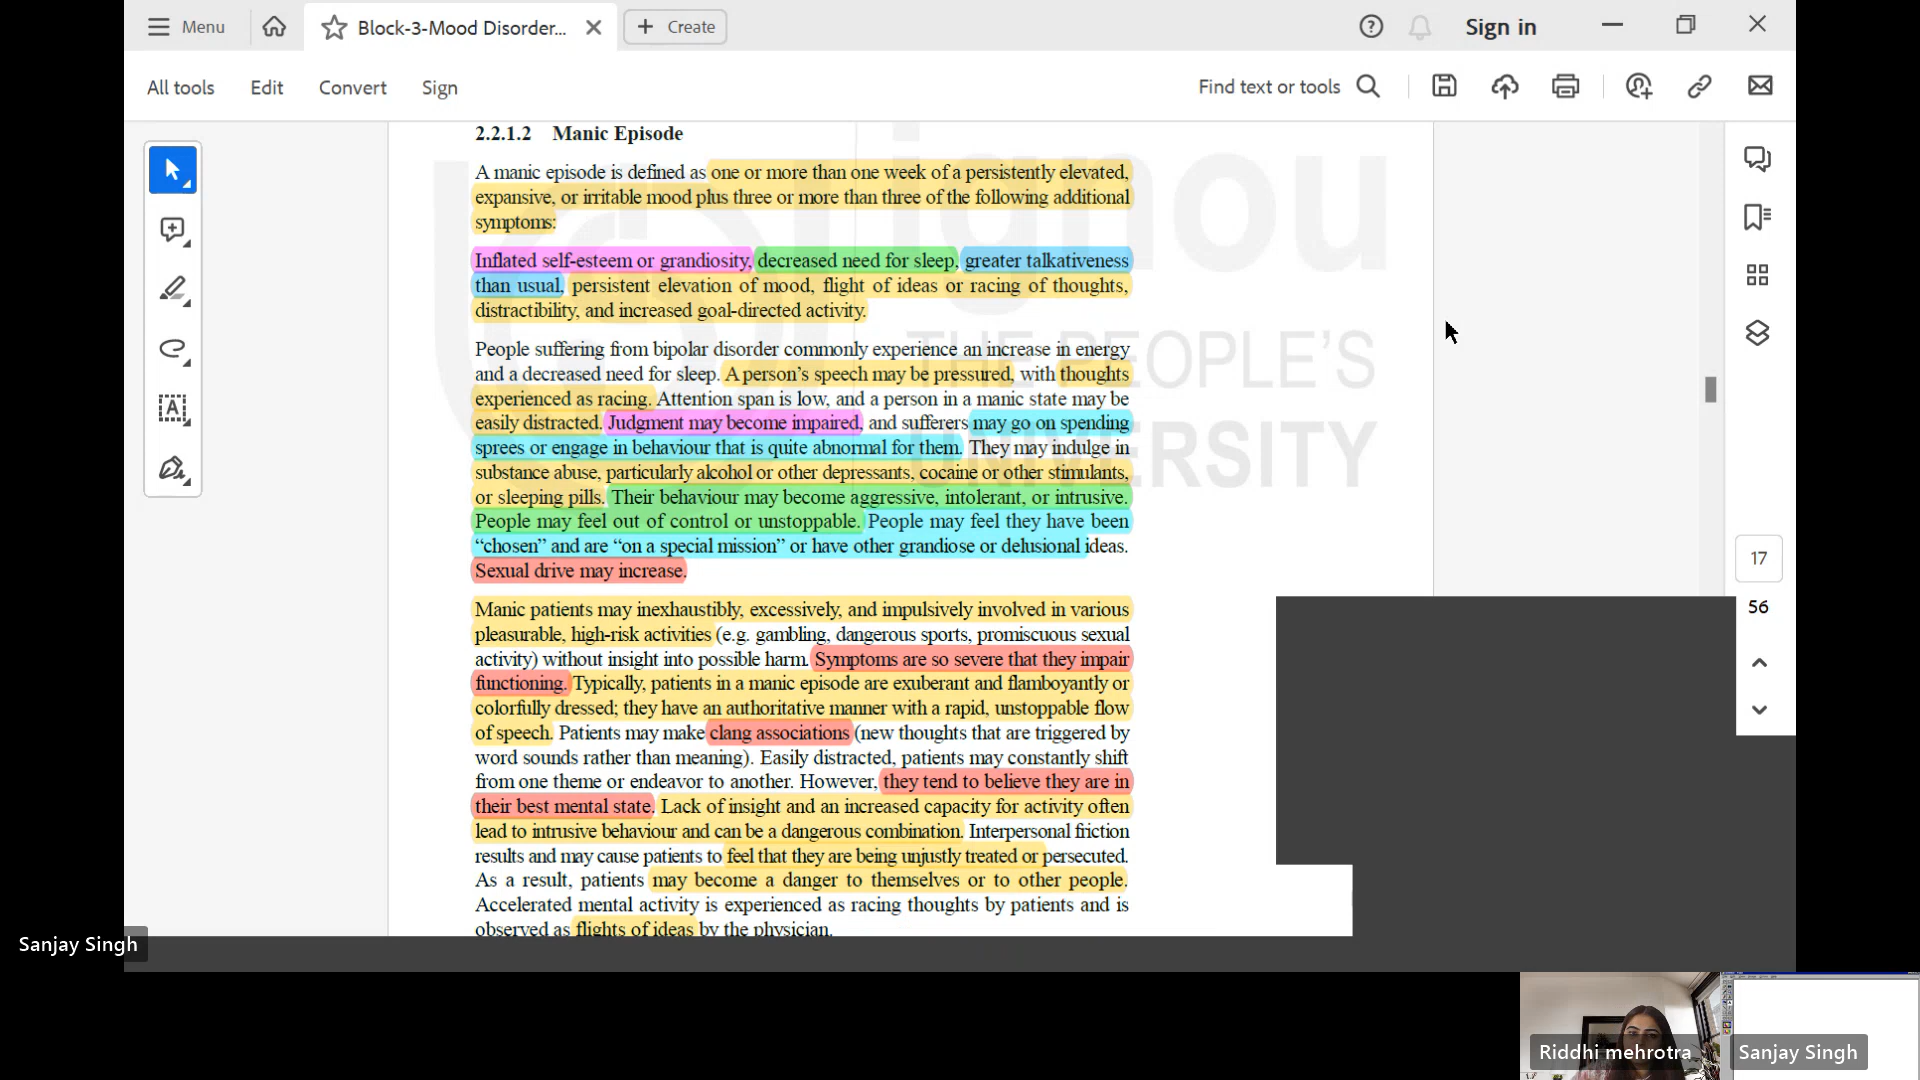 Menu
Block-3-Mood Disorder...
Create
Sign in
All tools
Edit
Convert
Sign
Find text or tools
ignou
THE PEOPLE'S
UNIVERSITY
2.2.1.2 Manic Episode
A manic episode is defined as one or more than one week of a persistently elevated,
expansive, or irritable mood plus three or more than three of the following additional
symptoms:
Inflated self-esteem or grandiosity, decreased need for sleep, greater talkativeness
than usual, persistent elevation of mood, flight of ideas or racing of thoughts,
distractibility, and increased goal-directed activity.
People suffering from bipolar disorder commonly experience an increase in energy
and a decreased need for sleep. A person's speech may be pressured, with thoughts
experienced as racing. Attention span is low, and a person in a manic state may be
easily distracted. Judgment may become impaired, and sufferers may go on spending
sprees or engage in behaviour that is quite abnormal for them. They may indulge in
substance abuse, particularly alcohol or other depressants, cocaine or other stimulants,
or sleeping pills. Their behaviour may become aggressive, intolerant, or intrusive.
People may feel out of control or unstoppable. People may feel they have been
“chosen” and are “on a special mission” or have other grandiose or delusional ideas.
Sexual drive may increase.
Manic patients may inexhaustibly, excessively, and impulsively involved in various
pleasurable, high-risk activities (e.g. gambling, dangerous sports, promiscuous sexual
activity) without insight into possible harm. Symptoms are so severe that they impair
functioning. Typically, patients in a manic episode are exuberant and flamboyantly or
colorfully dressed; they have an authoritative manner with a rapid, unstoppable flow
of speech. Patients may make clang associations (new thoughts that are triggered by
word sounds rather than meaning). Easily distracted, patients may constantly shift
from one theme or endeavor to another. However, they tend to believe they are in
their best mental state. Lack of insight and an increased capacity for activity often
lead to intrusive behaviour and can be a dangerous combination. Interpersonal friction
results and may cause patients to feel that they are being unjustly treated or persecuted.
As a result, patients may become a danger to themselves or to other people.
Accelerated mental activity is experienced as racing thoughts by patients and is
observed as flights of ideas by the physician.
17
56
Sanjay Singh
Riddhi mehrotra
Sanjay Singh